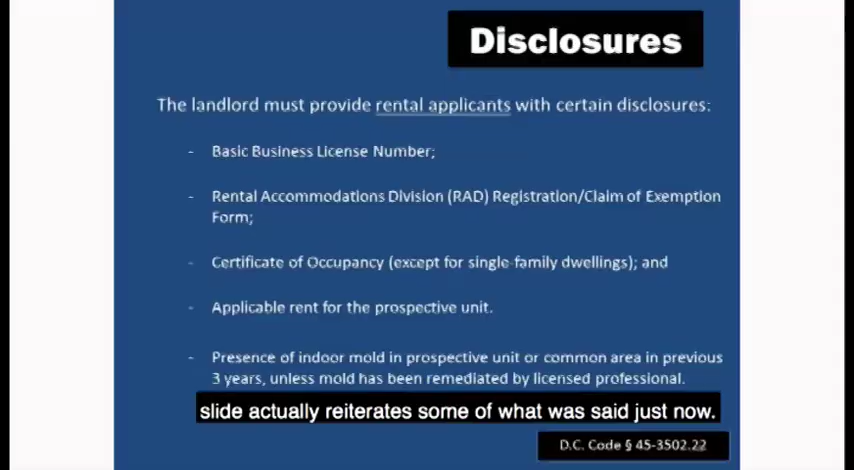 Disclosures
The landlord must provide rental applicants with certain disclosures:
- Basic Business License Number;
- Rental Accommodations Division (RAD) Registration/Claim of Exemption
Form;
- Certificate of Occupancy (except for single-family dwellings); and
- Applicable rent for the prospective unit.
- Presence of indoor mold in prospective unit or common area in previous
3 years, unless mold has been remediated by licensed professional.
slide actually reiterates some of what was said just now.
D.C. Code § 45-3502.22